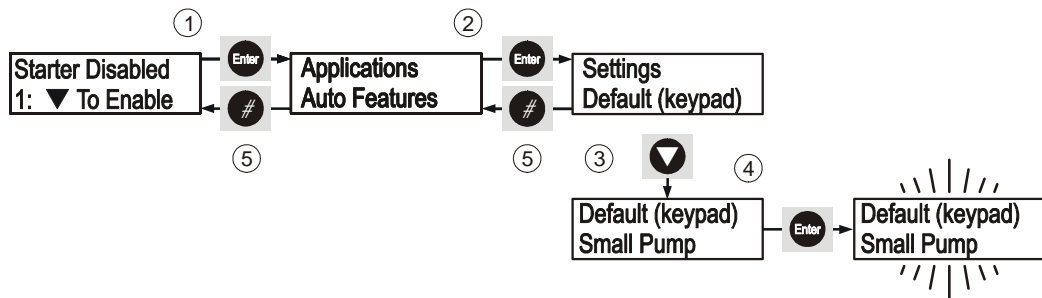 1
2
Starter Disabled
1: ▼ To Enable
Enter
#
Applications
Auto Features
Enter
#
Settings
Default (keypad)
5
5
3
4
Default (keypad)
Small Pump
Enter
Default (keypad)
Small Pump